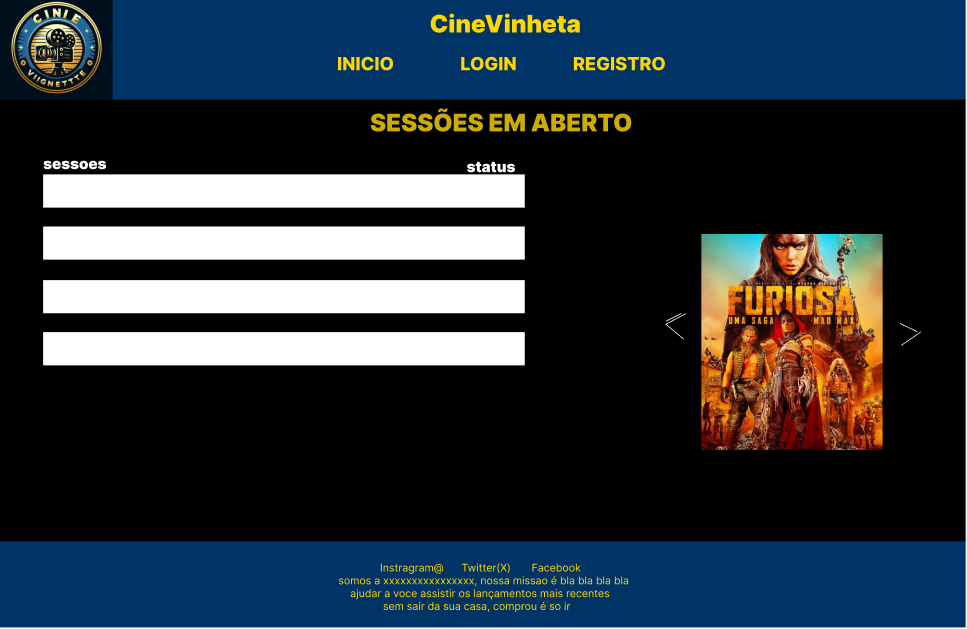 CINIE
VIIGNETTTE
CineVinheta
INICIO LOGIN REGISTRO
SESSÕES EM ABERTO
sessoes status
FURIOSA
UMA SAGA MAD MAX
Instragram@ Twitter(X) Facebook
somos a xxxxxxxxxxxxxxxx, nossa missao é bla bla bla bla
ajudar a voce assistir os lançamentos mais recentes
sem sair da sua casa, comprou é so ir